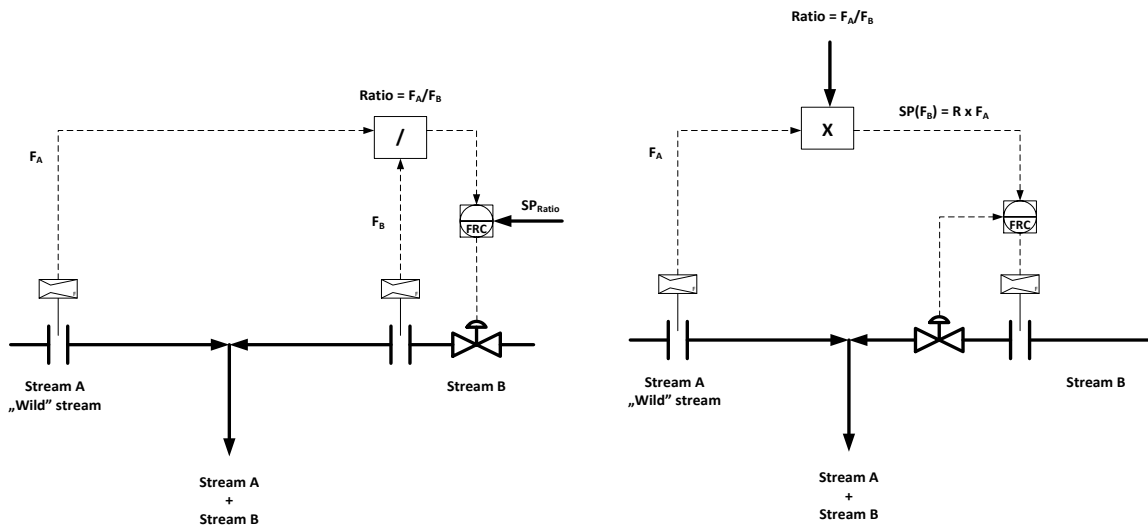 Ratio = FA/FB
/
FA
FB
SPRatio
FRC
F
F
Stream A
„Wild” stream
Stream B
Stream A
+
Stream B
Ratio = FA/FB
X
SP(FB) = R x FA
FA
FRC
F
F
Stream A
„Wild” stream
Stream B
Stream A
+
Stream B